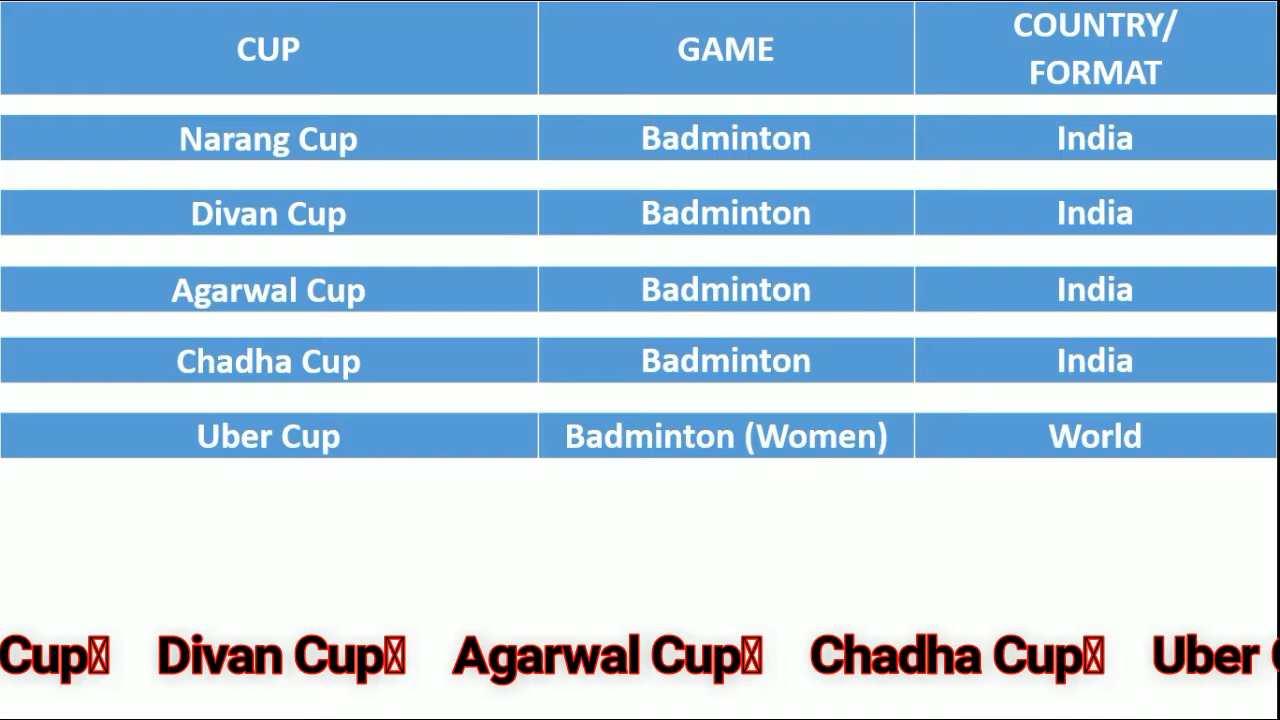 CUP GAME COUNTRY/
FORMAT
Narang Cup Badminton India
Divan Cup Badminton India
Agarwal Cup Badminton India
Chadha Cup Badminton India
Uber Cup Badminton (Women) World
Cup Divan Cup Agarwal Cup Chadha Cup Uber